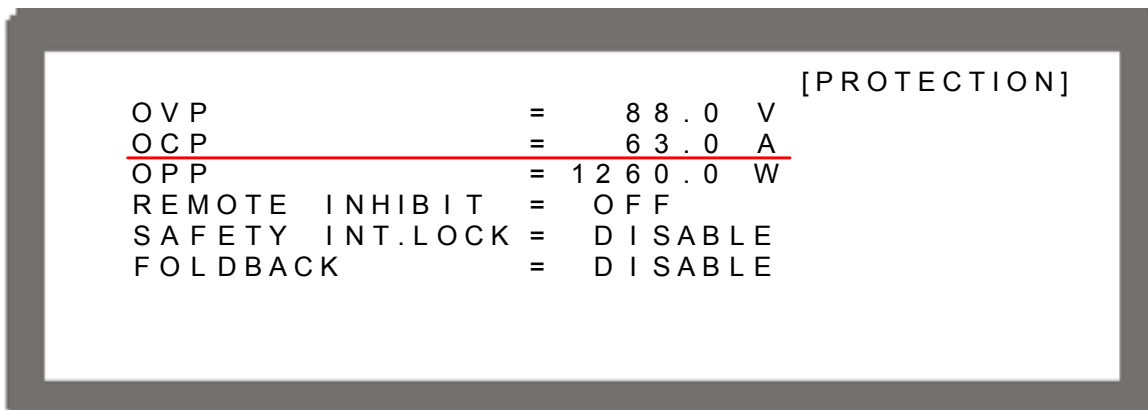 [PROTECTION]
OVP = 88.0 V
OCP = 63.0 A
OPP = 1260.0 W
REMOTE INHIBIT = OFF
SAFETY INT.LOCK = DISABLE
FOLDBACK = DISABLE